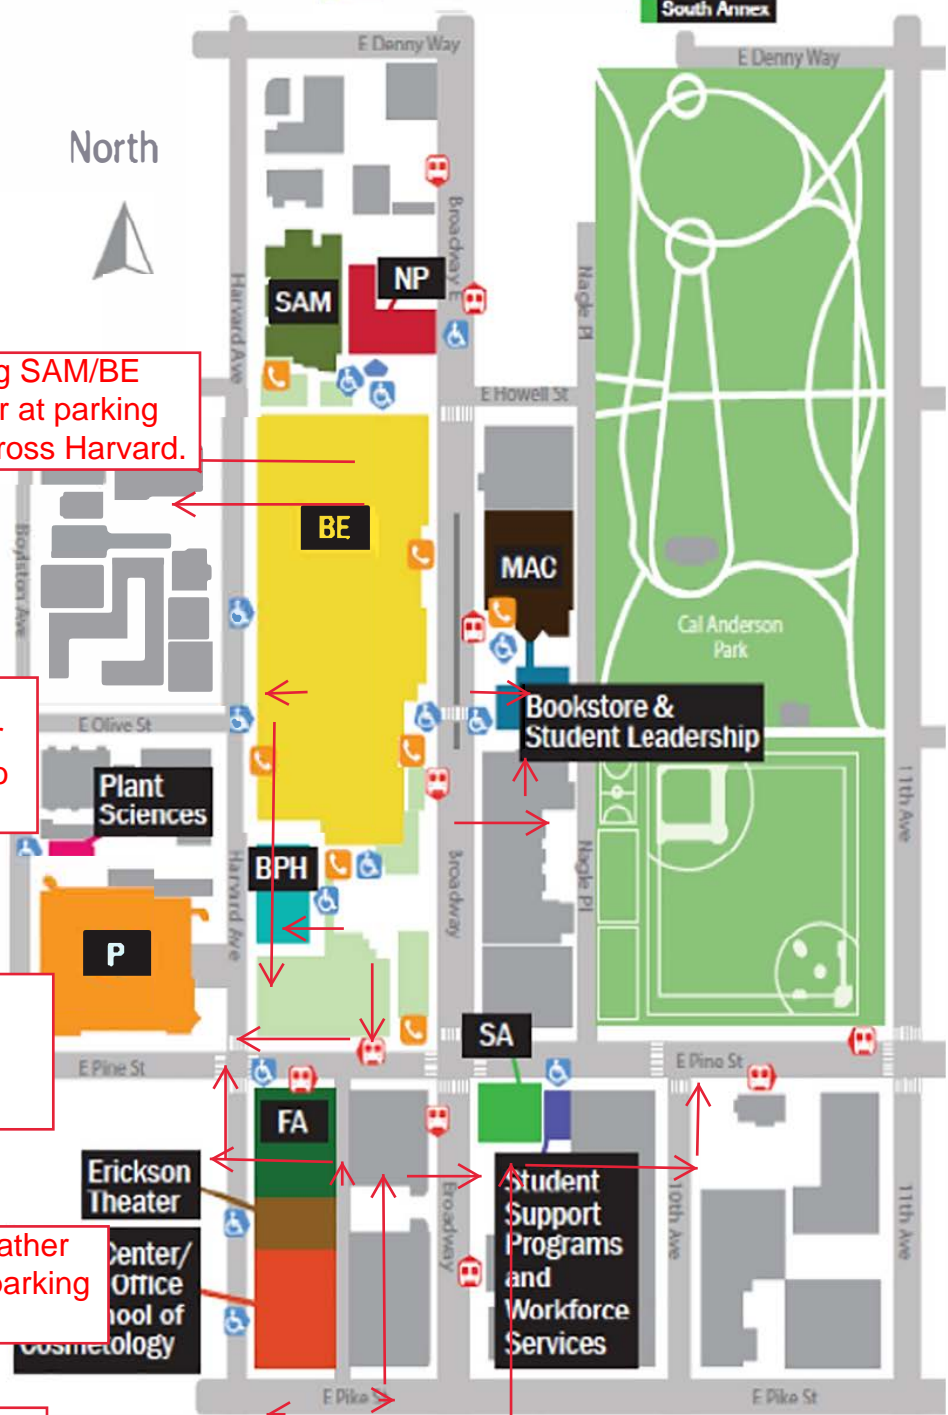 South Annex
E Denny Way
E Denny Way
North
Broadway E
Harvard Ave
Nagle Pl
NP
SAM
g SAM/BE
r at parking
ross Harvard.
E Howell St
BE
MAC
Boylston Ave
Cal Anderson
Park
Bookstore &
Student Leadership
E Olive St
Plant
Sciences
11th Ave
BPH
Harvard Ave
Broadway
Nagle Pl
P
SA
E Pine St
E Pine St
FA
Erickson
Theater
Student
Support
Programs
and
Workforce
Services
Broadway
10th Ave
11th Ave
ather
parking
Center/
Office
ool of
Cosmetology
E Pike St
E Pike St